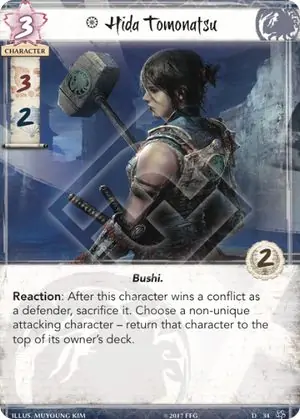 3
Hida Tomonatsu
CHARACTER
3
2
Bushi.
2
Reaction: After this character wins a conflict as
a defender, sacrifice it. Choose a non-unique
attacking character – return that character to the
top of its owner's deck.
ILLUS. MUYOUNG KIM ©2017 FFG D 34